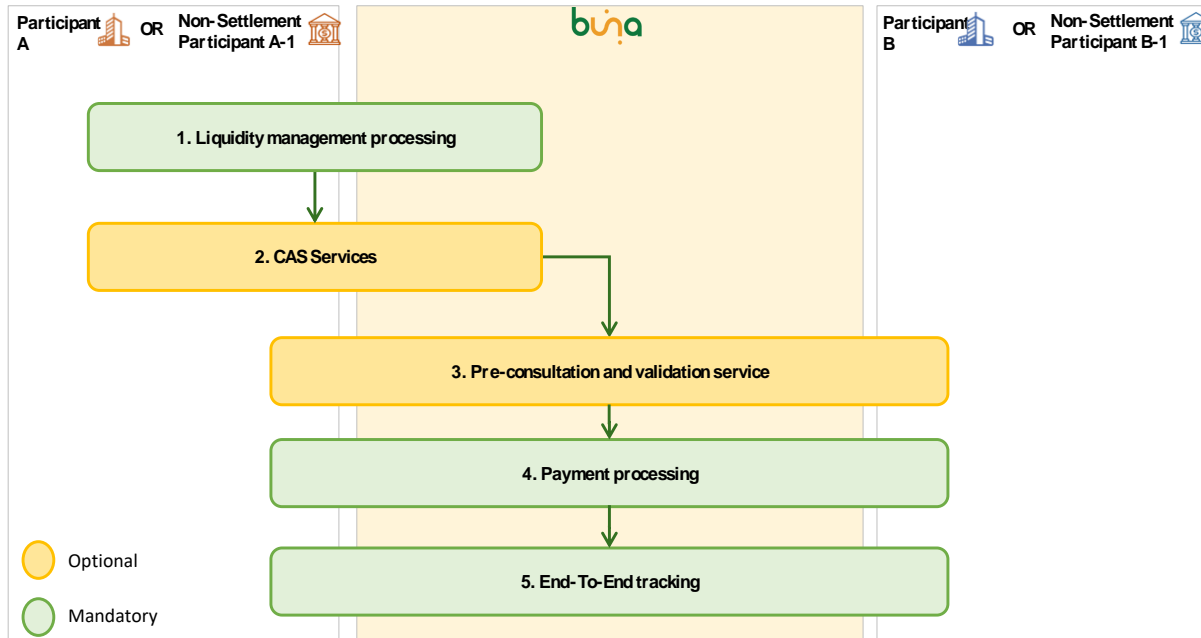 Participant
A
OR
Non-Settlement
Participant A-1
buna
Participant
B
OR
Non-Settlement
Participant B-1
1. Liquidity management processing
2. CAS Services
3. Pre-consultation and validation service
4. Payment processing
5. End-To-End tracking
Optional
Mandatory